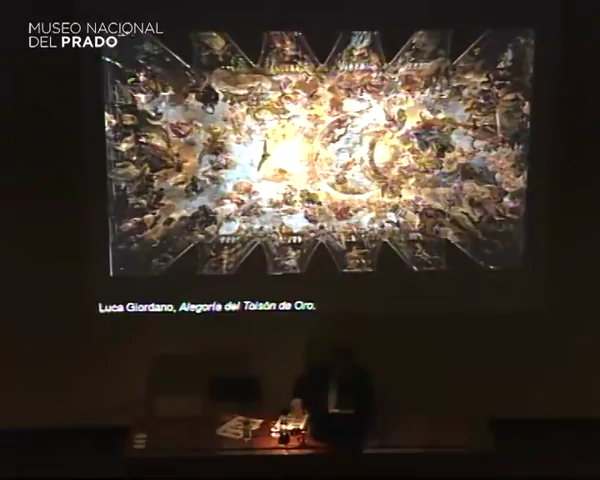 MUSEO NACIONAL
DEL PRADO
Luca Giordano, Alegoría del Toisón de Oro.